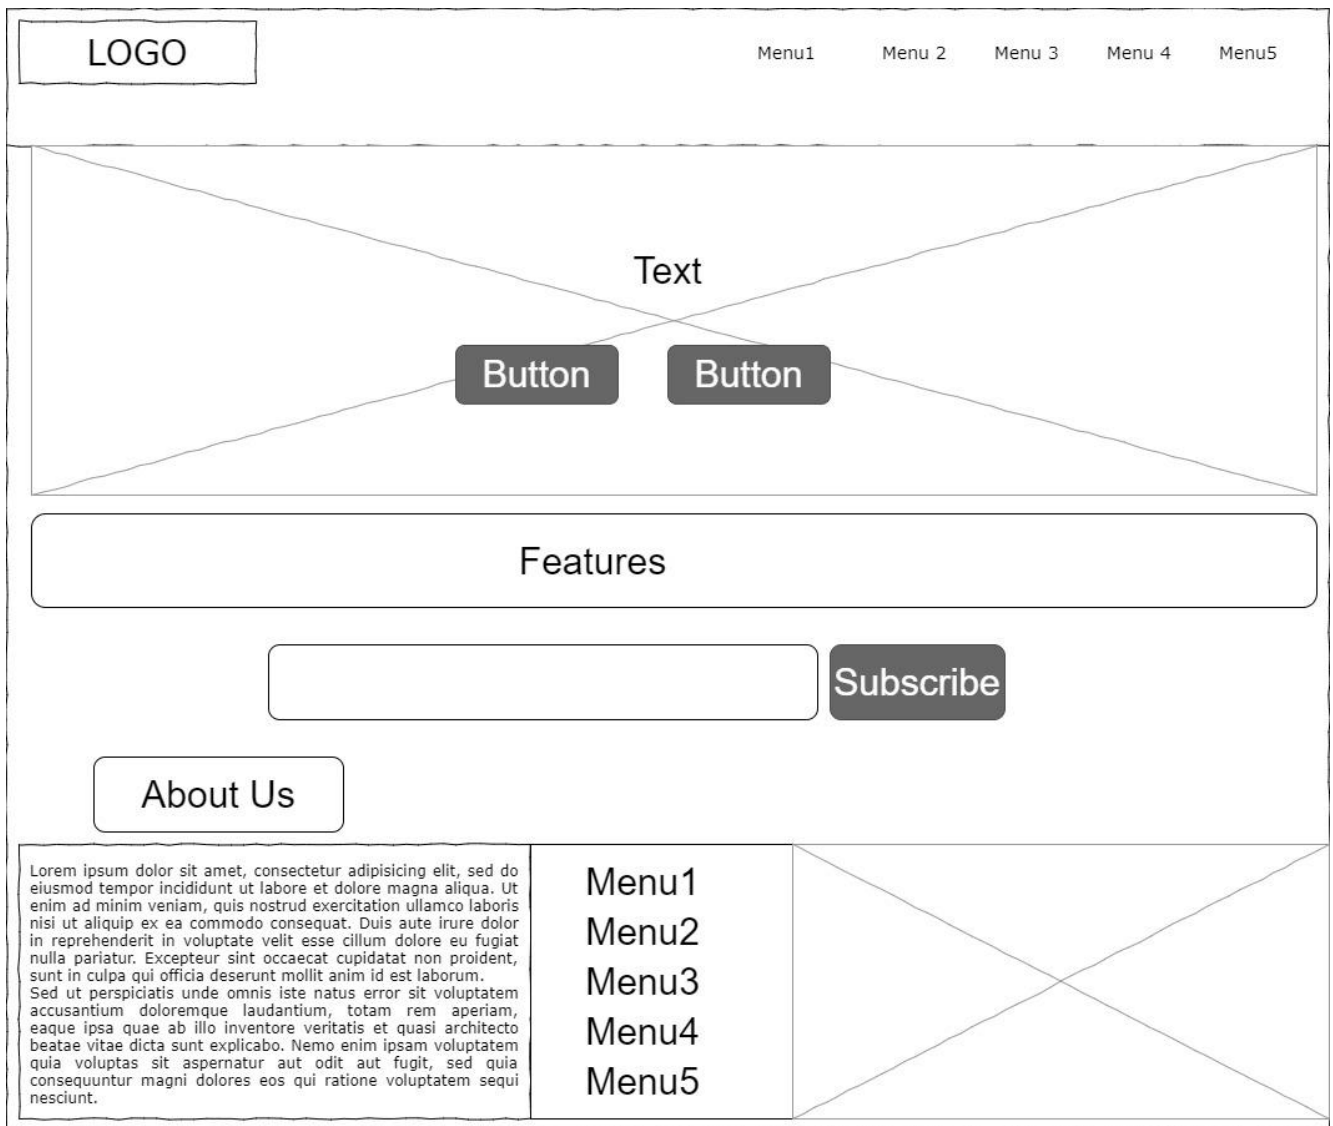 LOGO
Menu1 Menu 2 Menu 3 Menu 4 Menu5
Text
Button Button
Features
Subscribe
About Us
Lorem ipsum dolor sit amet, consectetur adipisicing elit, sed do
eiusmod tempor incididunt ut labore et dolore magna aliqua. Ut
enim ad minim veniam, quis nostrud exercitation ullamco laboris
nisi ut aliquip ex ea commodo consequat. Duis aute irure dolor
in reprehenderit in voluptate velit esse cillum dolore eu fugiat
nulla pariatur. Excepteur sint occaecat cupidatat non proident,
sunt in culpa qui officia deserunt mollit anim id est laborum.
Sed ut perspiciatis unde omnis iste natus error sit voluptatem
accusantium doloremque laudantium, totam rem aperiam,
eaque ipsa quae ab illo inventore veritatis et quasi architecto
beatae vitae dicta sunt explicabo. Nemo enim ipsam voluptatem
quia voluptas sit aspernatur aut odit aut fugit, sed quia
consequuntur magni dolores eos qui ratione voluptatem sequi
nesciunt.
Menu1
Menu2
Menu3
Menu4
Menu5